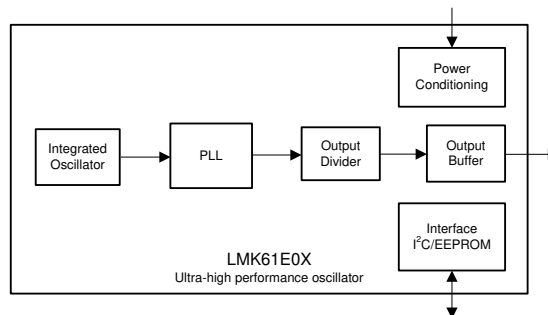 Power
Conditioning
Integrated
Oscillator
PLL
Output
Divider
Output
Buffer
Interface
I²C/EEPROM
LMK61E0X
Ultra-high performance oscillator